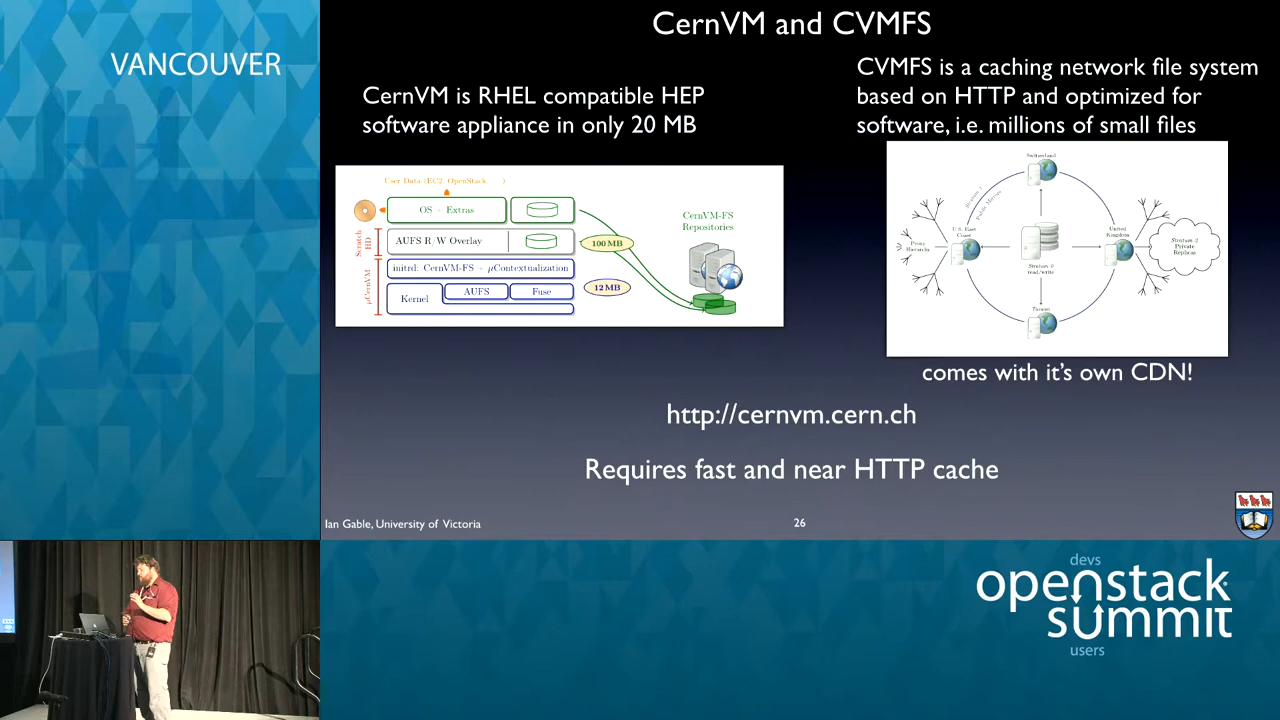 VANCOUVER
CernVM and CVMFS
CernVM is RHEL compatible HEP
software appliance in only 20 MB
CVMFS is a caching network file system
based on HTTP and optimized for
software, i.e. millions of small files
User Data (EC2, OpenStack, )
OS + Extras
Scratch
HD
AUFS R/W Overlay
100 MB
μCernVM
initrd: CernVM-FS + μContextualization
12 MB
Kernel
AUFS
Fuse
CernVM-FS
Repositories
Switzerland
Stratum 1
Public Mirrors
Proxy
Hierarchy
U.S. East
Coast
Stratum 0
read/write
United
Kingdom
Stratum 2
Private
Replicas
Taiwan
comes with it's own CDN!
http://cernvm.cern.ch
Requires fast and near HTTP cache
Ian Gable, University of Victoria
26
devs
openstack
summit
users